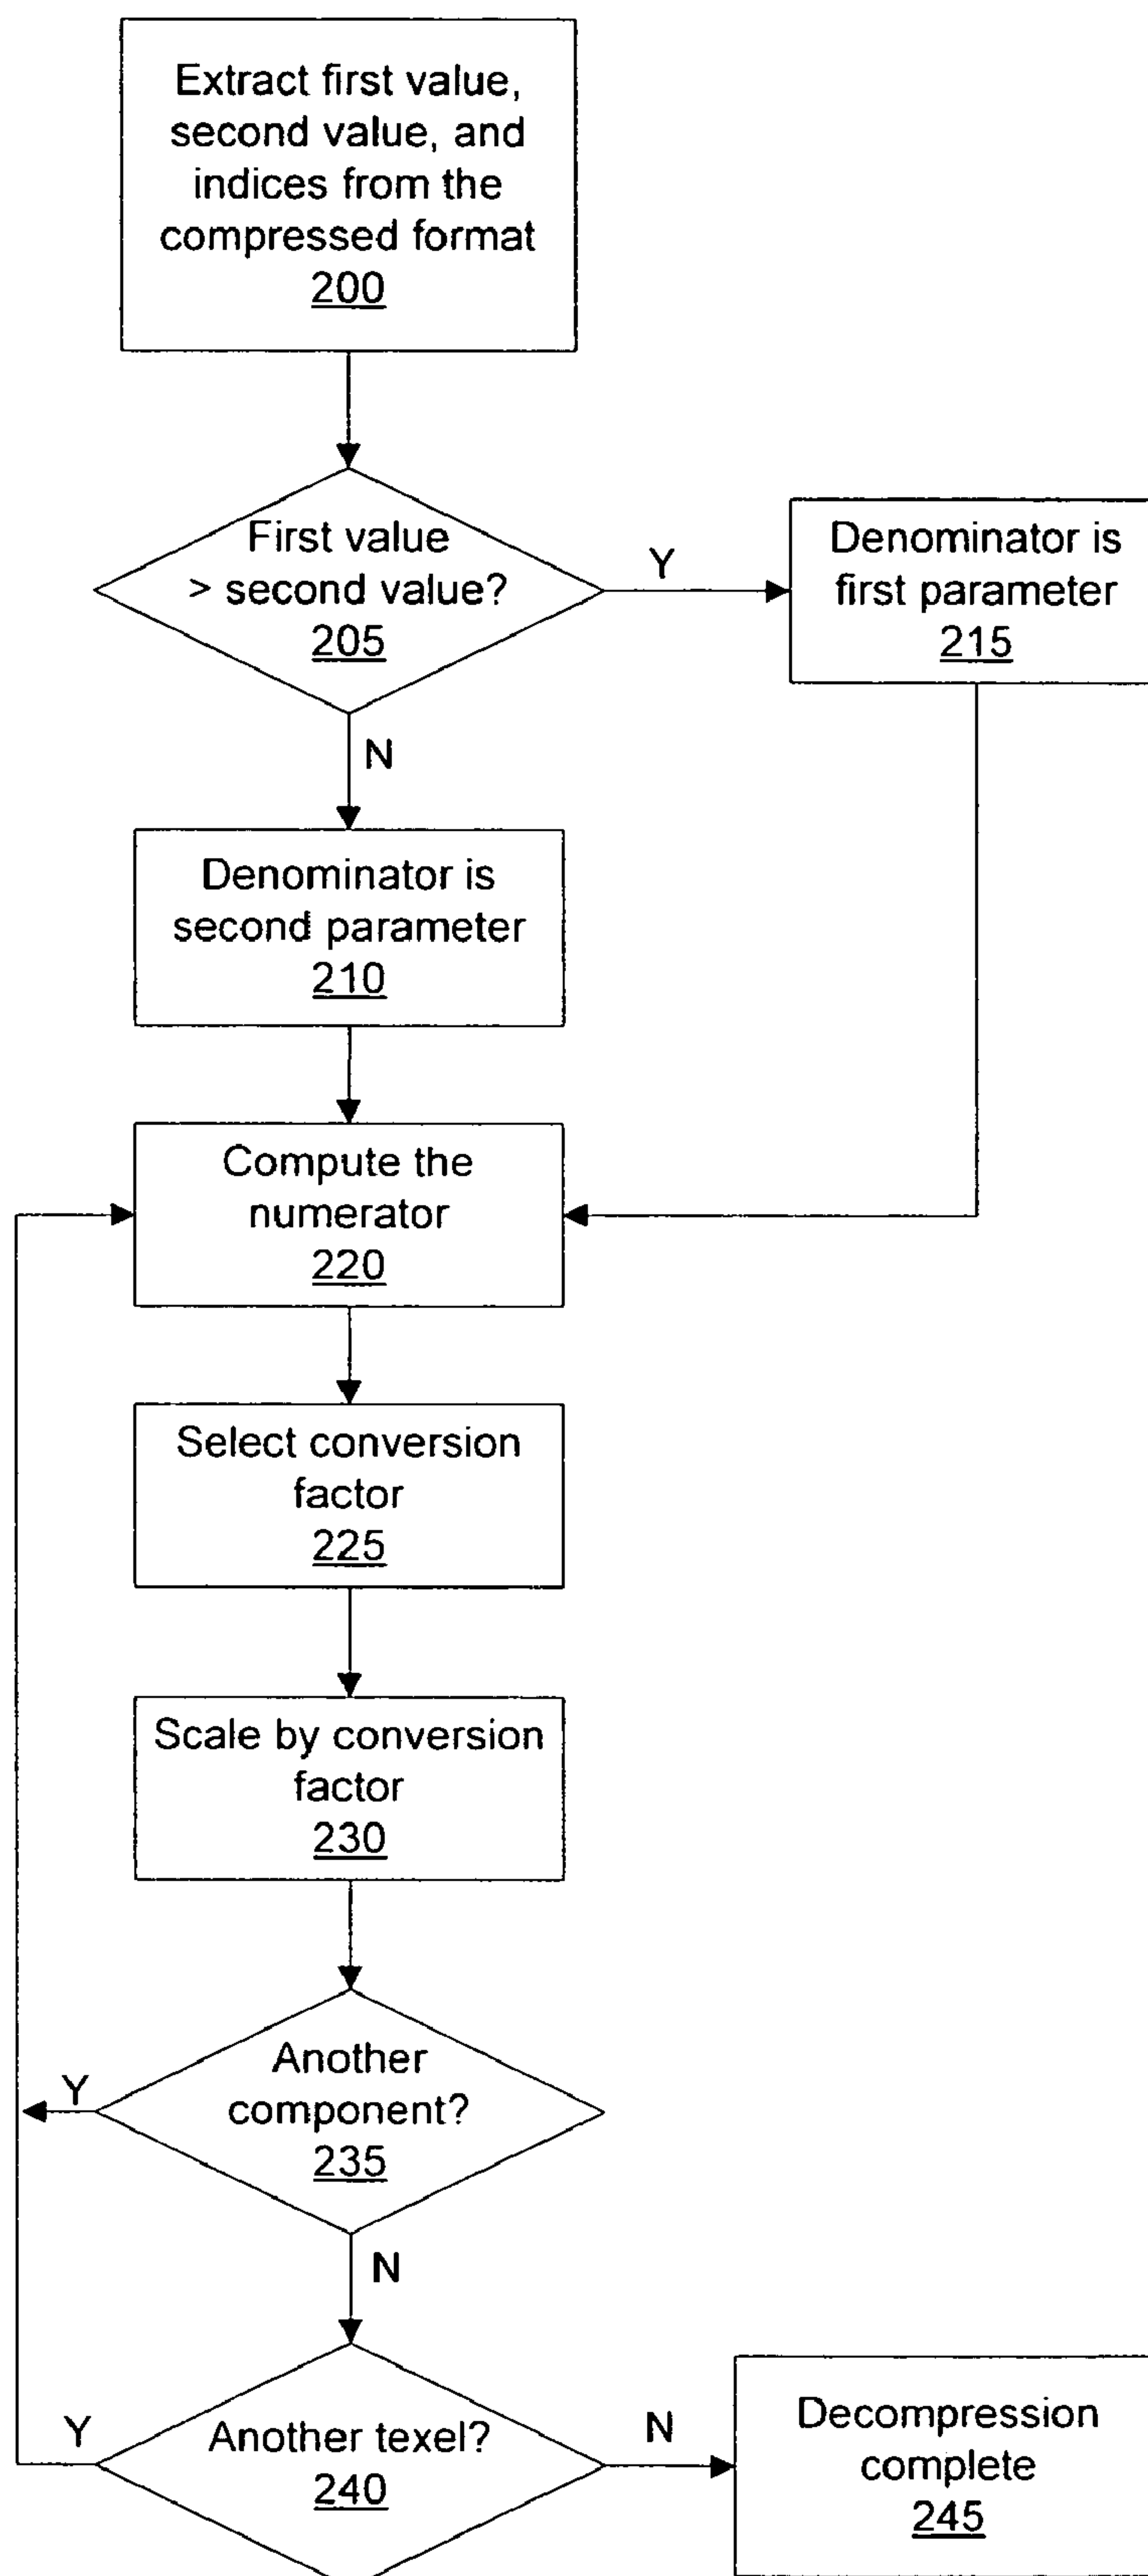 Extract first value,
second value, and
indices from the
compressed format
200
First value
> second value?
205
Y
Denominator is
first parameter
215
N
Denominator is
second parameter
210
Compute the
numerator
220
Select conversion
factor
225
Scale by conversion
factor
230
Another
component?
235
Y
N
Another texel?
240
Y
N
Decompression
complete
245